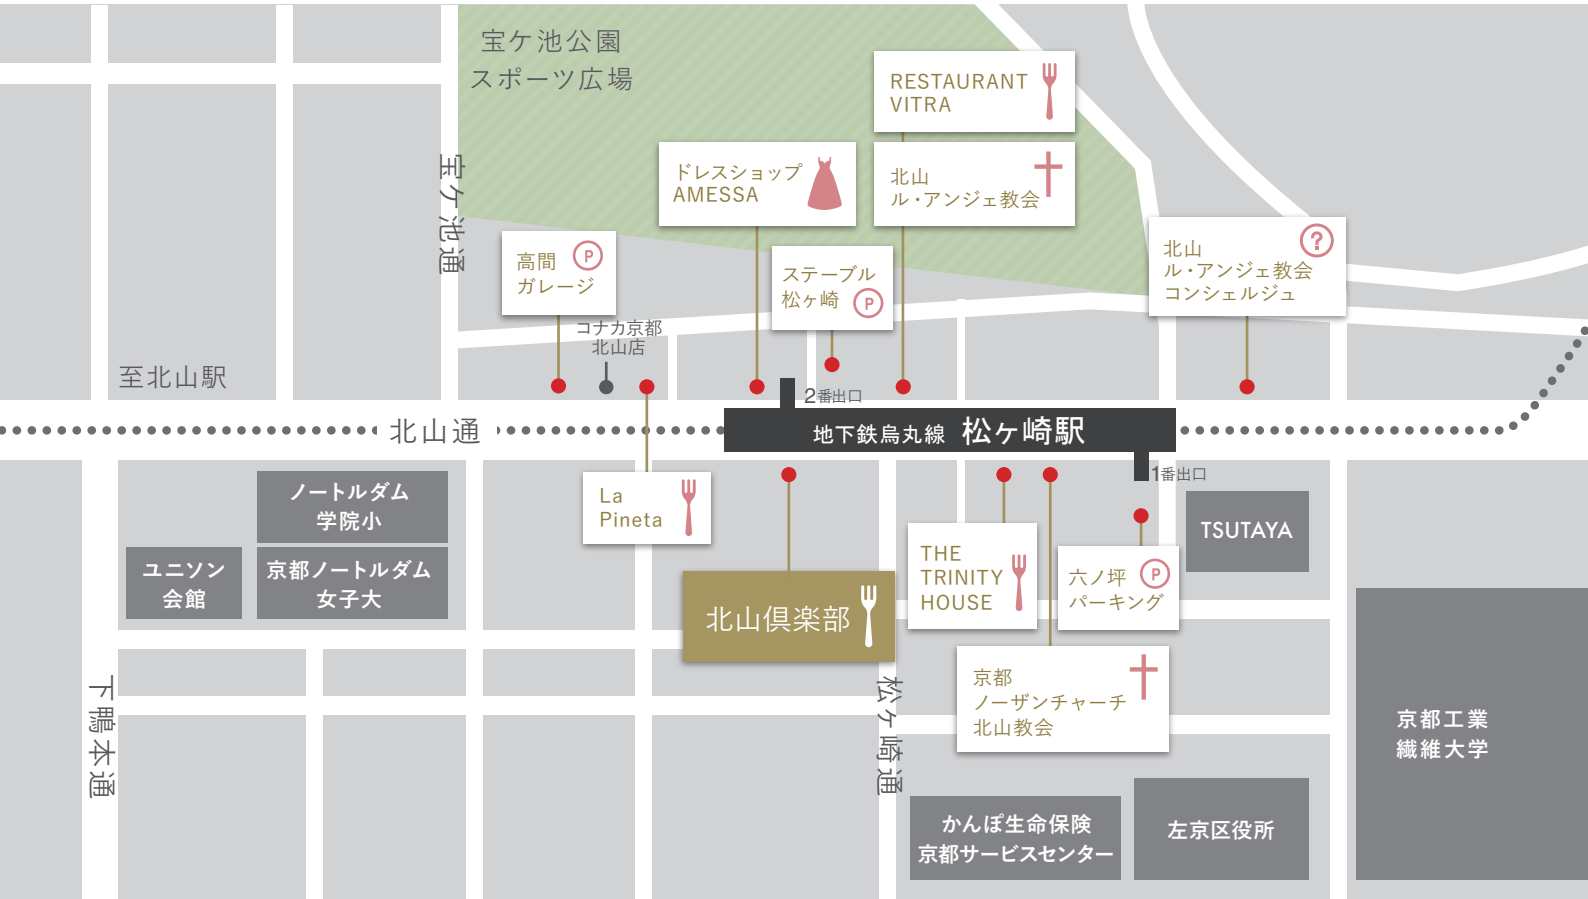 宝ケ池公園
スポーツ広場
RESTAURANT
VITRA
ドレスショップ
AMESSA
北山
ル・アンジェ教会
宝ケ池通
高間
ガレージ
P
ステーブル
松ヶ崎
P
北山
ル・アンジェ教会
コンシェルジュ
?
コナカ京都
北山店
至北山駅
2番出口
北山通
地下鉄烏丸線 松ヶ崎駅
1番出口
ノートルダム
学院小
La
Pineta
TSUTAYA
ユニソン
会館
京都ノートルダム
女子大
北山倶楽部
THE
TRINITY
HOUSE
六ノ坪
パーキング
P
下鴨本通
松ヶ崎通
京都
ノーザンチャーチ
北山教会
京都工業
繊維大学
かんぽ生命保険
京都サービスセンター
左京区役所